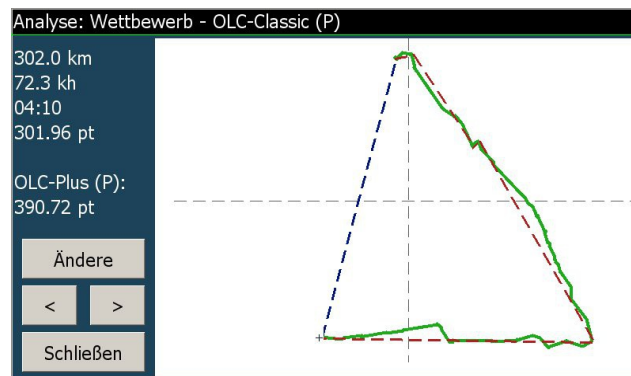 Analyse: Wettbewerb - OLC-Classic (P)
302.0 km
72.3 kh
04:10
301.96 pt
OLC-Plus (P):
390.72 pt
Ändere
< >
Schließen